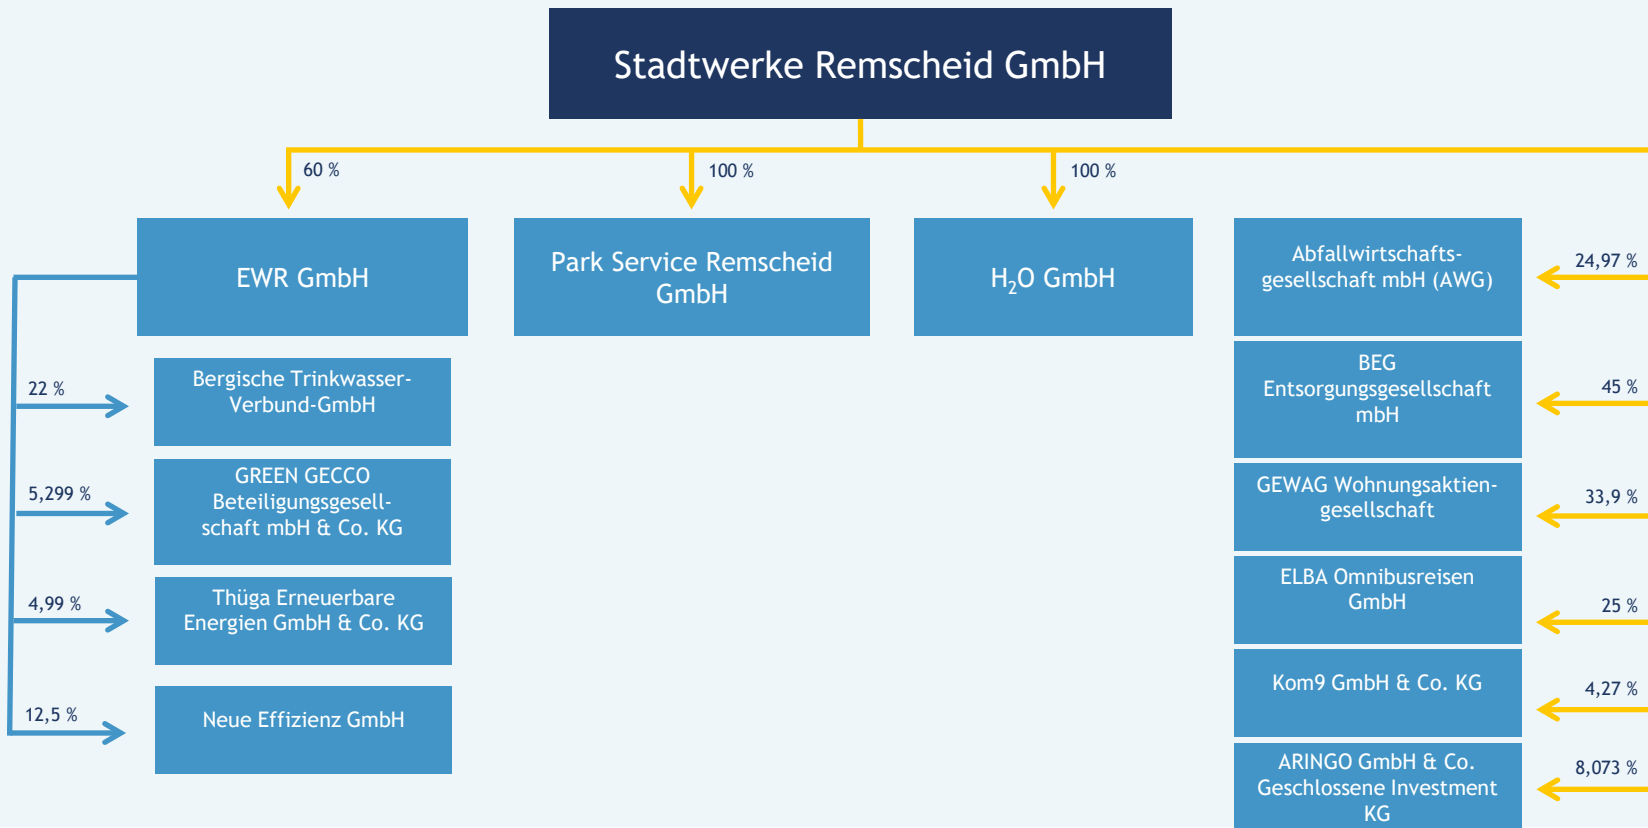 Stadtwerke Remscheid GmbH
60 %
100 %
100 %
EWR GmbH
Park Service Remscheid
GmbH
H₂O GmbH
Abfallwirtschafts-
gesellschaft mbH (AWG)
24,97 %
22 %
Bergische Trinkwasser-
Verbund-GmbH
5,299 %
GREEN GECCO
Beteiligungsgesell-
schaft mbH & Co. KG
4,99 %
Thüga Erneuerbare
Energien GmbH & Co. KG
12,5 %
Neue Effizienz GmbH
BEG
Entsorgungsgesellschaft
mbH
45 %
GEWAG Wohnungsaktien-
gesellschaft
33,9 %
ELBA Omnibusreisen
GmbH
25 %
Kom9 GmbH & Co. KG
4,27 %
ARINGO GmbH & Co.
Geschlossene Investment
KG
8,073 %